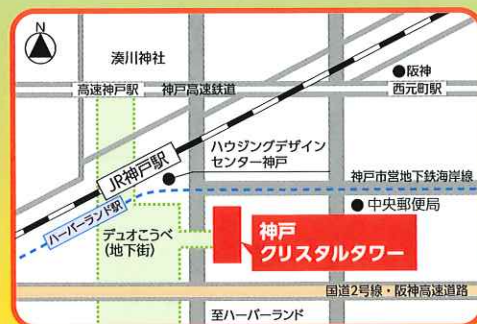 N
湊川神社
●阪神
高速神戸駅
神戸高速鉄道
西元町駅
ハウジングデザイン
センター神戸
JR神戸駅
神戸市営地下鉄海岸線
ハーバーランド駅
●中央郵便局
デュオこうべ
(地下街)
神戸
クリスタルタワー
国道2号線・阪神高速道路
至ハーバーランド